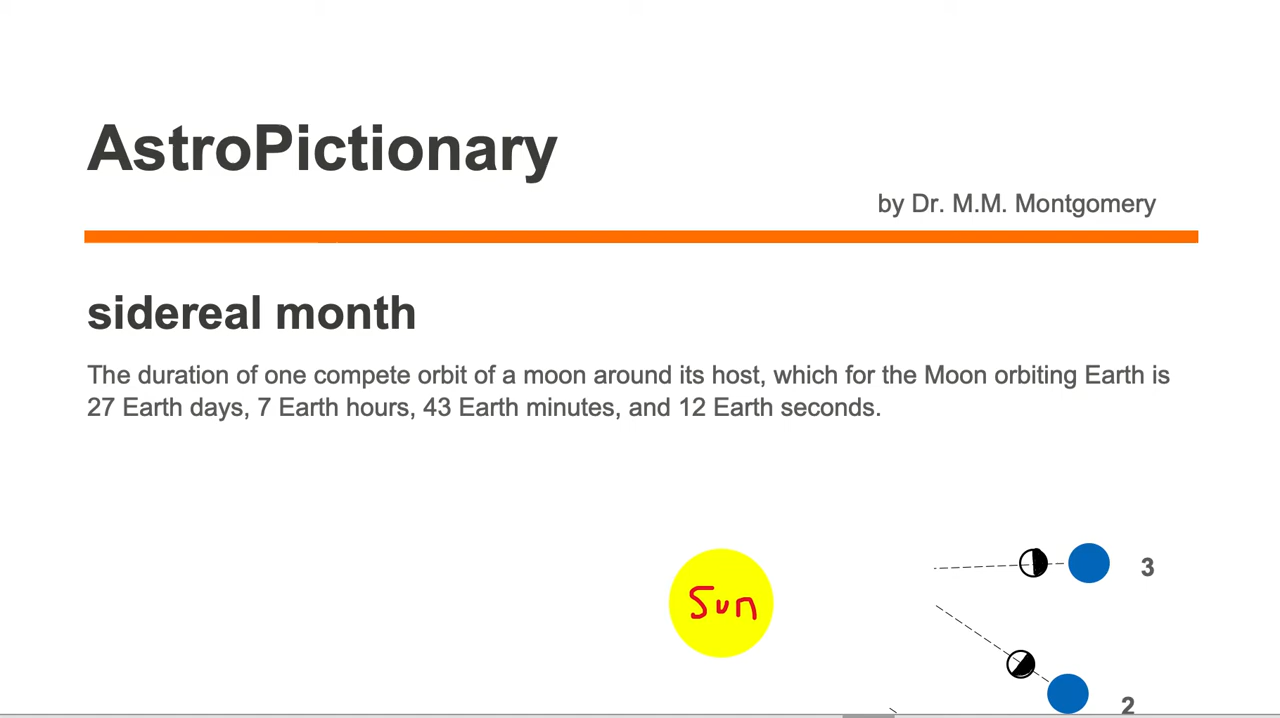 AstroPictionary
by Dr. M.M. Montgomery
sidereal month
The duration of one compete orbit of a moon around its host, which for the Moon orbiting Earth is
27 Earth days, 7 Earth hours, 43 Earth minutes, and 12 Earth seconds.
3
Sun
2